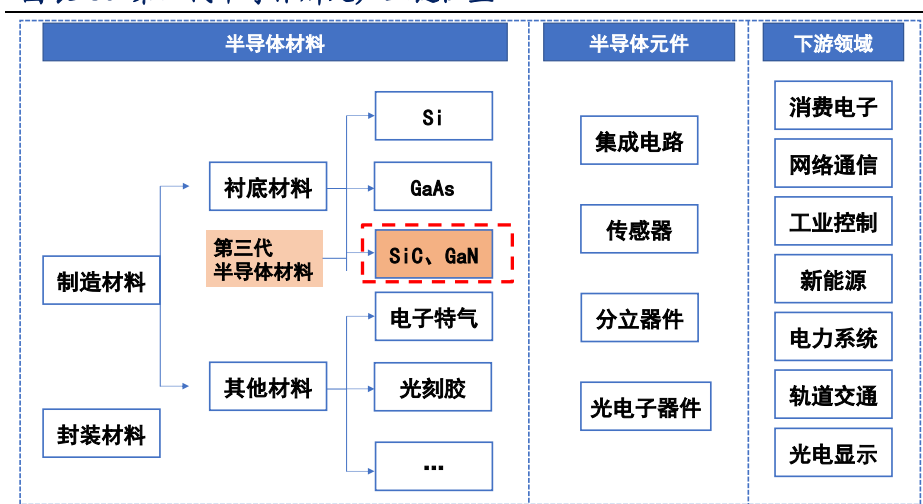 半导体材料
半导体元件
下游领域
制造材料
封装材料
衬底材料
第三代
半导体材料
其他材料
Si
GaAs
SiC、GaN
电子特气
光刻胶
...
集成电路
传感器
分立器件
光电子器件
消费电子
网络通信
工业控制
新能源
电力系统
轨道交通
光电显示